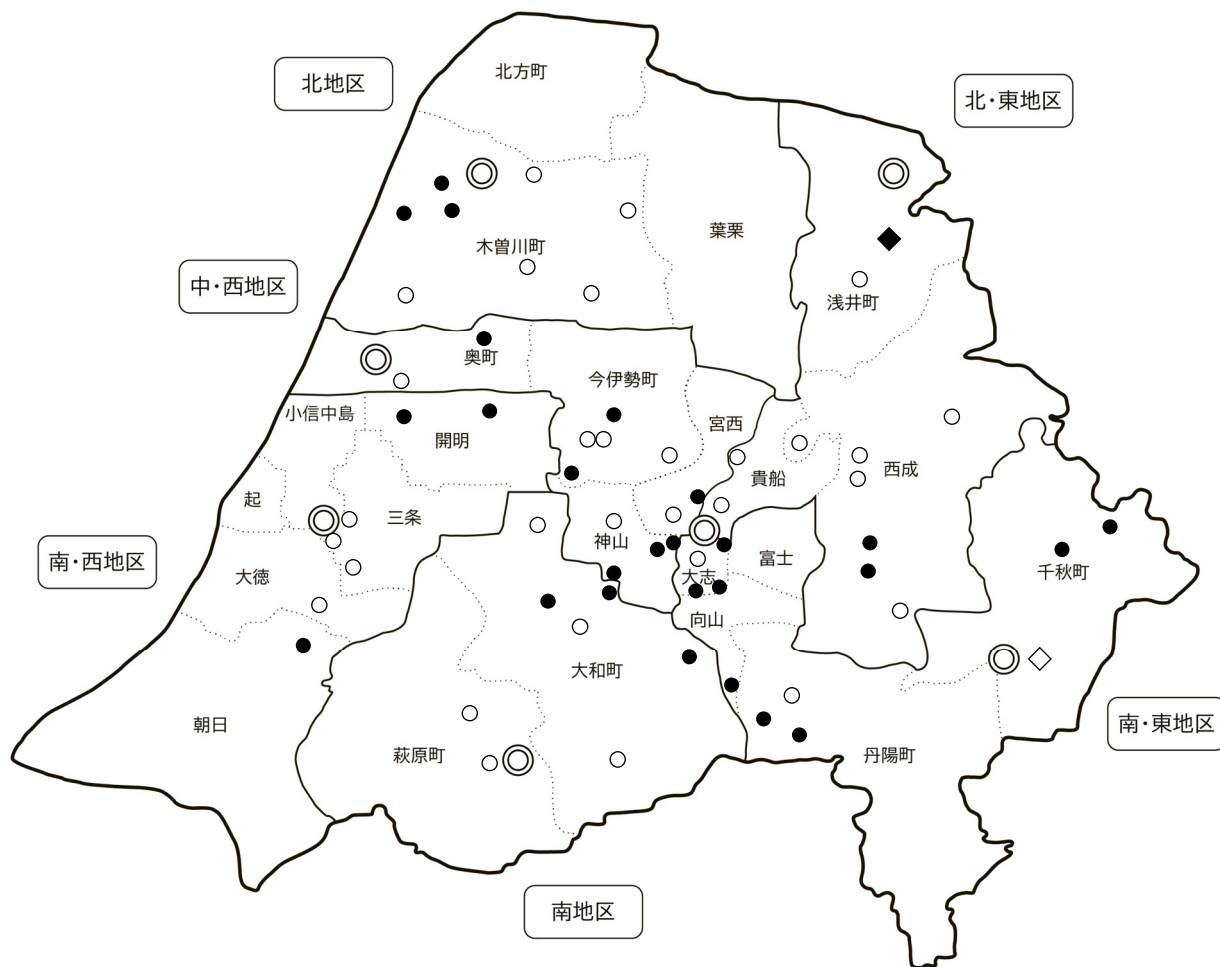 北方町
北地区
北・東地区
葉栗
木曽川町
中・西地区
浅井町
奥町
今伊勢町
小信中島
宮西
開明
貴船
西成
起
三条
神山
南・西地区
富士
千秋町
大徳
大志
向山
大和町
朝日
南・東地区
萩原町
丹陽町
南地区